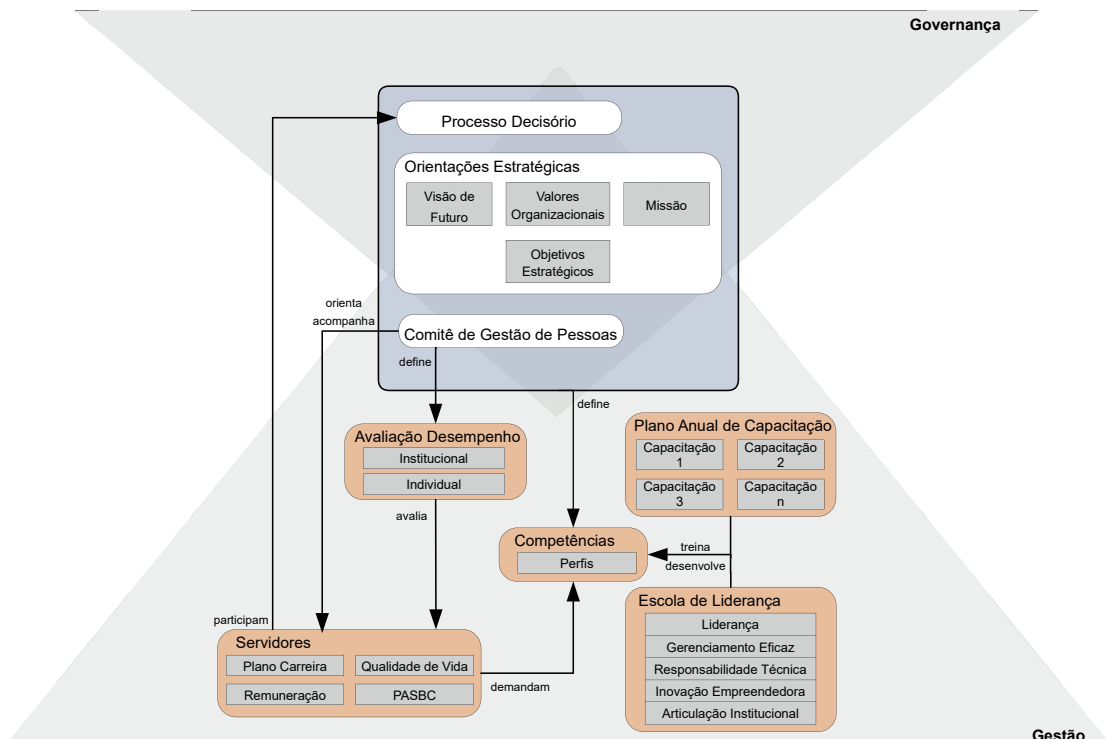 Governança
Processo Decisório
Orientações Estratégicas
Visão de
Futuro
Valores
Organizacionais
Missão
Objetivos
Estratégicos
orienta
acompanha
Comitê de Gestão de Pessoas
define
define
Avaliação Desempenho
Institucional
Individual
avalia
Plano Anual de Capacitação
Capacitação
1
Capacitação
2
Capacitação
3
Capacitação
n
Competências
Perfis
treina
desenvolve
Escola de Liderança
Liderança
Gerenciamento Eficaz
Responsabilidade Técnica
Inovação Empreendedora
Articulação Institucional
participam
Servidores
Plano Carreira
Qualidade de Vida
Remuneração
PASBC
demandam
Gestão